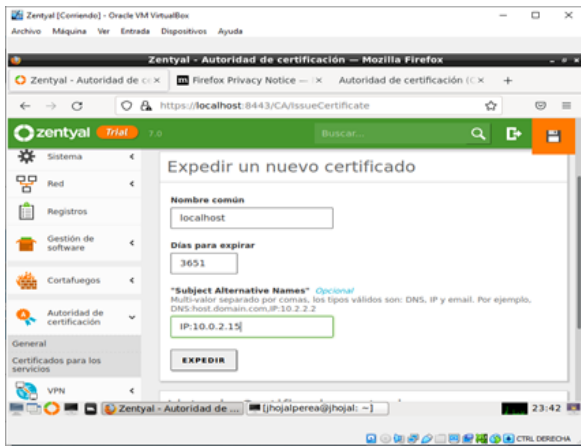 Zentyal [Corriendo] - Oracle VM VirtualBox
Archivo Máquina Ver Entrada Dispositivos Ayuda
Zentyal - Autoridad de certificación — Mozilla Firefox
Zentyal - Autoridad de ce × Firefox Privacy Notice — × Autoridad de certificación (C × +
https://localhost:8443/CA/IssueCertificate
zentyal Trial 7.0 Buscar...
Sistema
Red
Registros
Gestión de
software
Cortafuegos
Autoridad de
certificación
General
Certificados para los
servicios
VPN
Expedir un nuevo certificado
Nombre común
localhost
Días para expirar
3651
"Subject Alternative Names" Opcional
Multi-valor separado por comas, los tipos válidos son: DNS, IP y email. Por ejemplo,
DNS:host.domain.com,IP:10.2.2.2
IP:10.0.2.15
EXPEDIR
Zentyal - Autoridad de ... [jhojalperea@jhojal: ~] 23:42
CTRL DERECHA